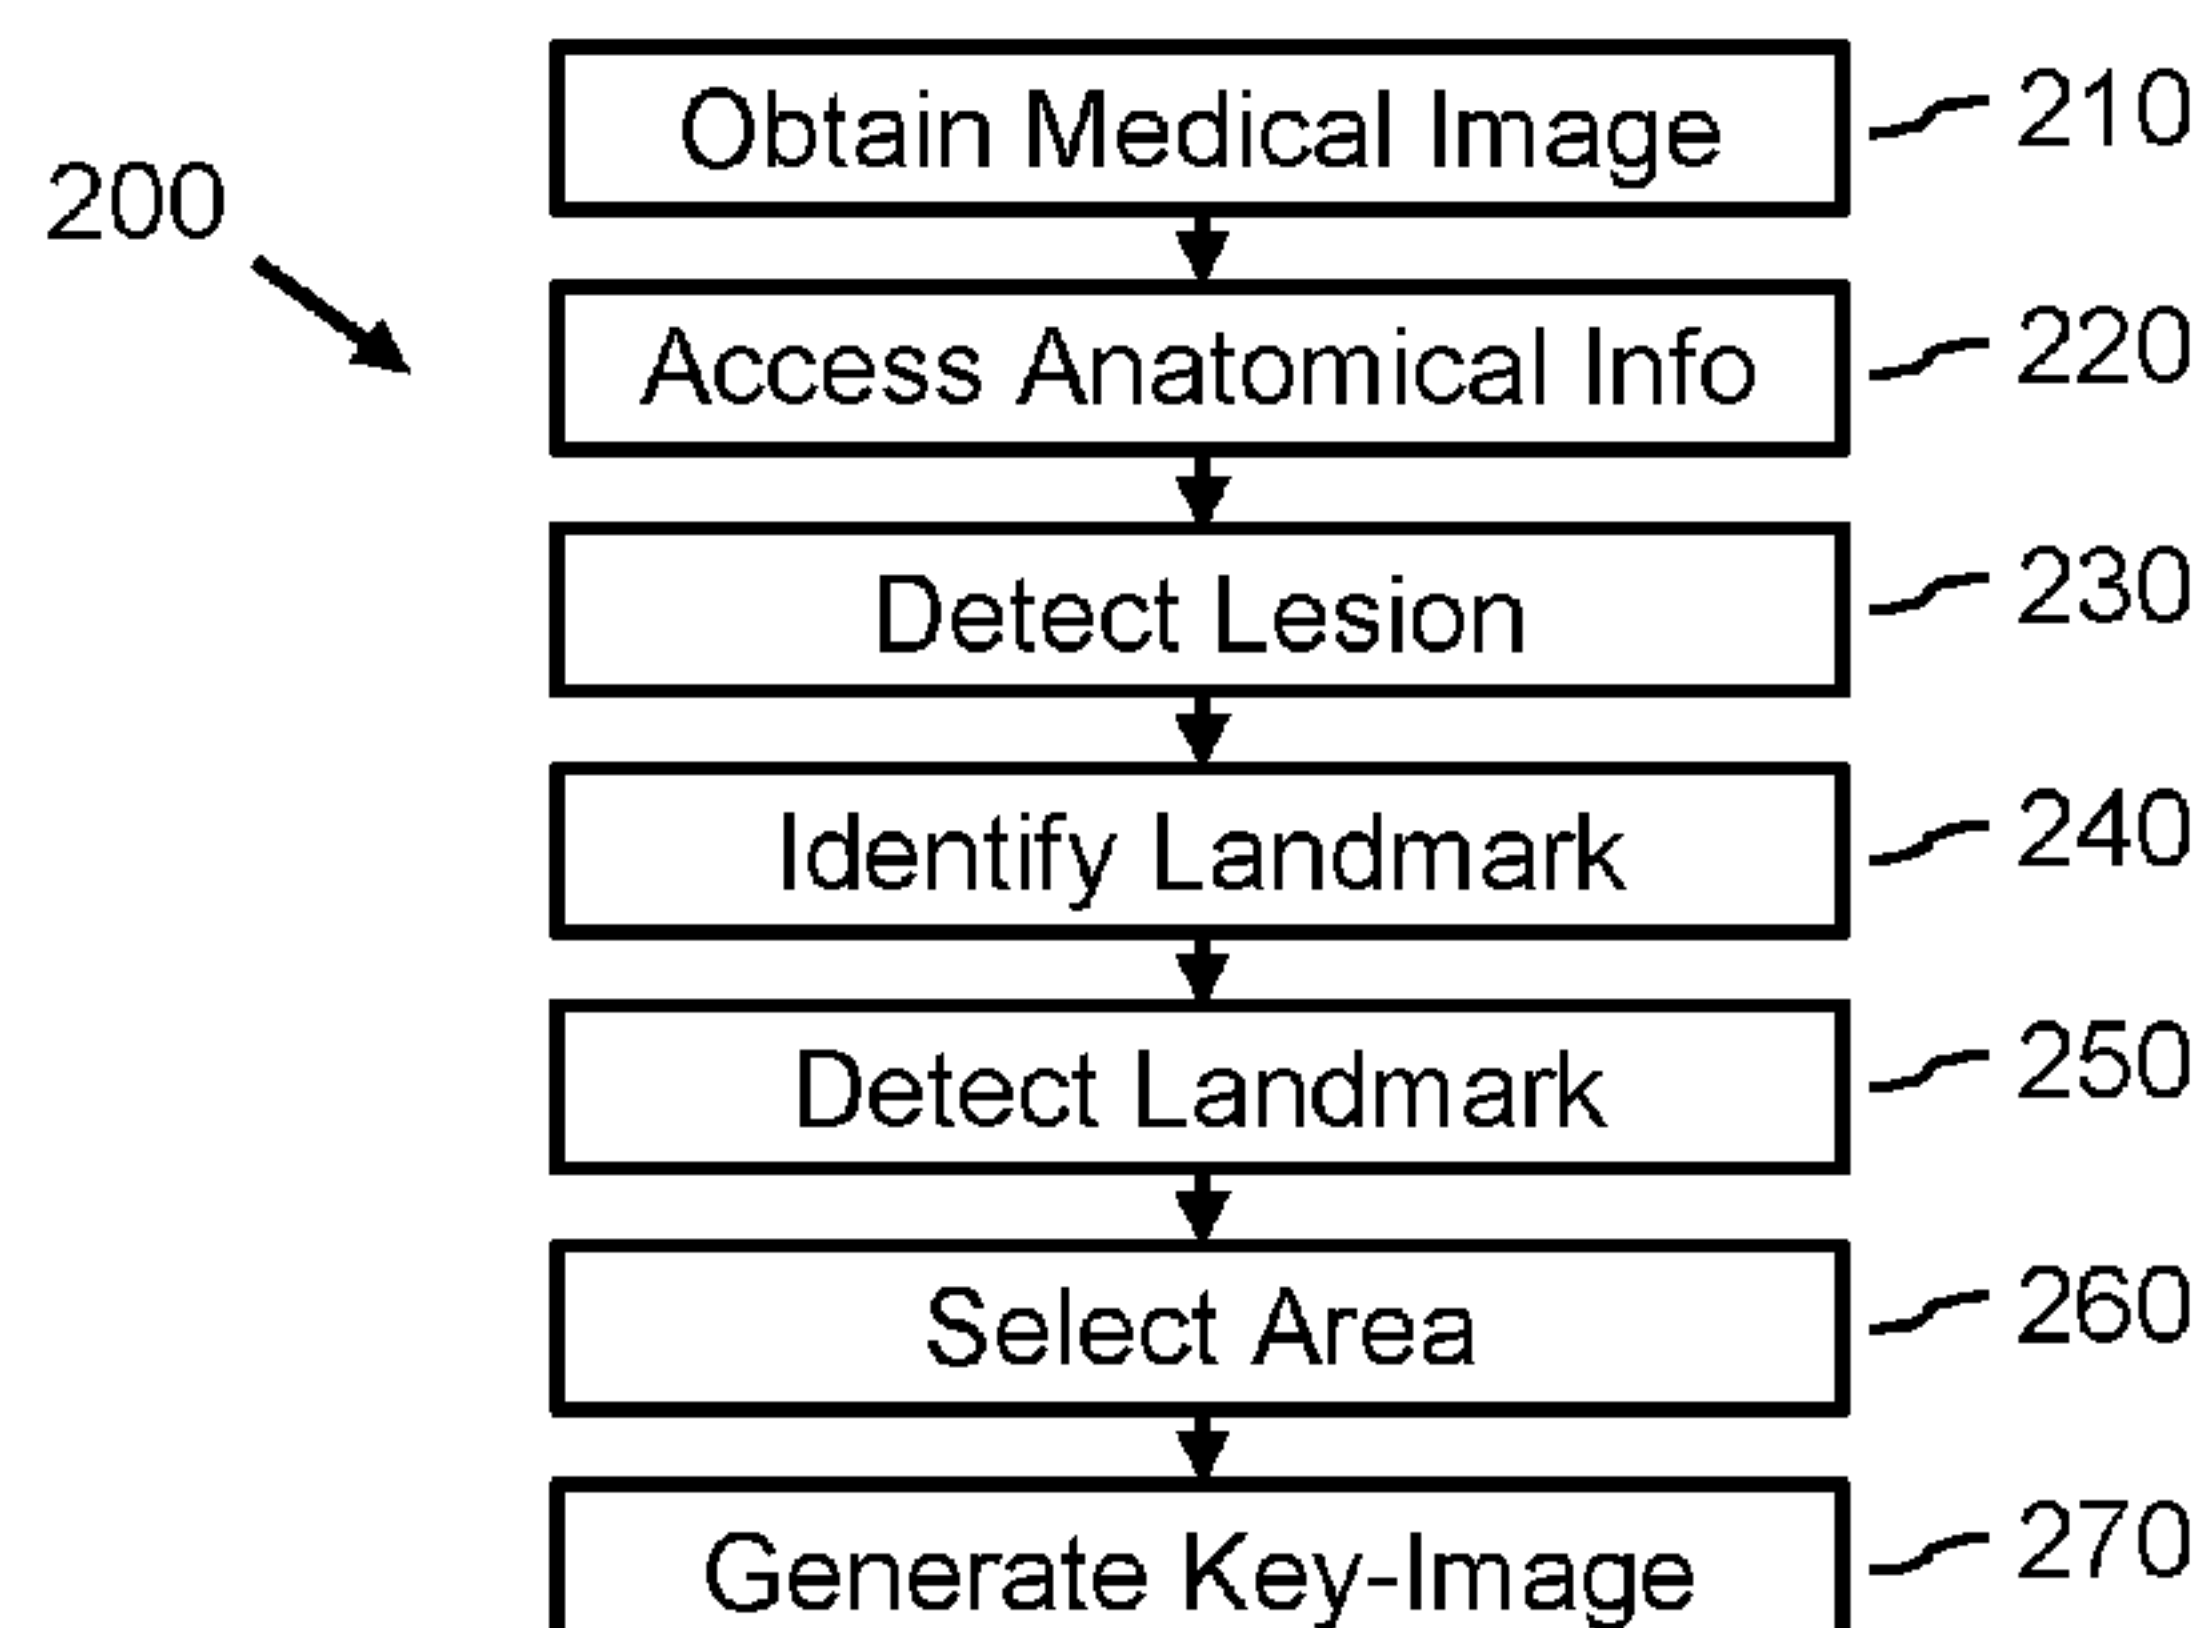 Obtain Medical Image 210
200
Access Anatomical Info 220
Detect Lesion 230
Identify Landmark 240
Detect Landmark 250
Select Area 260
Generate Key-Image 270